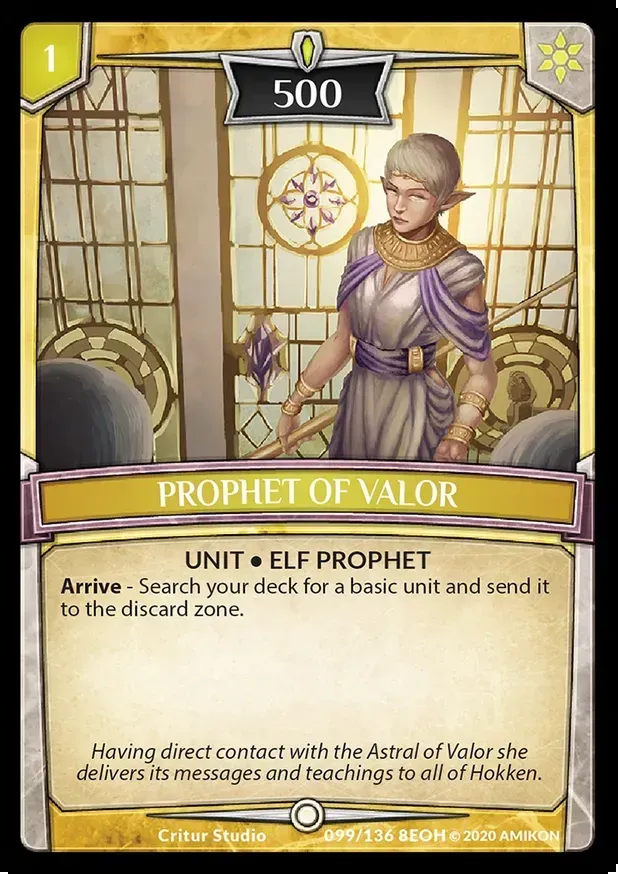 1
500
PROPHET OF VALOR
UNIT ● ELF PROPHET
Arrive - Search your deck for a basic unit and send it
to the discard zone.
Having direct contact with the Astral of Valor she
delivers its messages and teachings to all of Hokken.
Critur Studio 099/136 8EOH © 2020 AMIKON